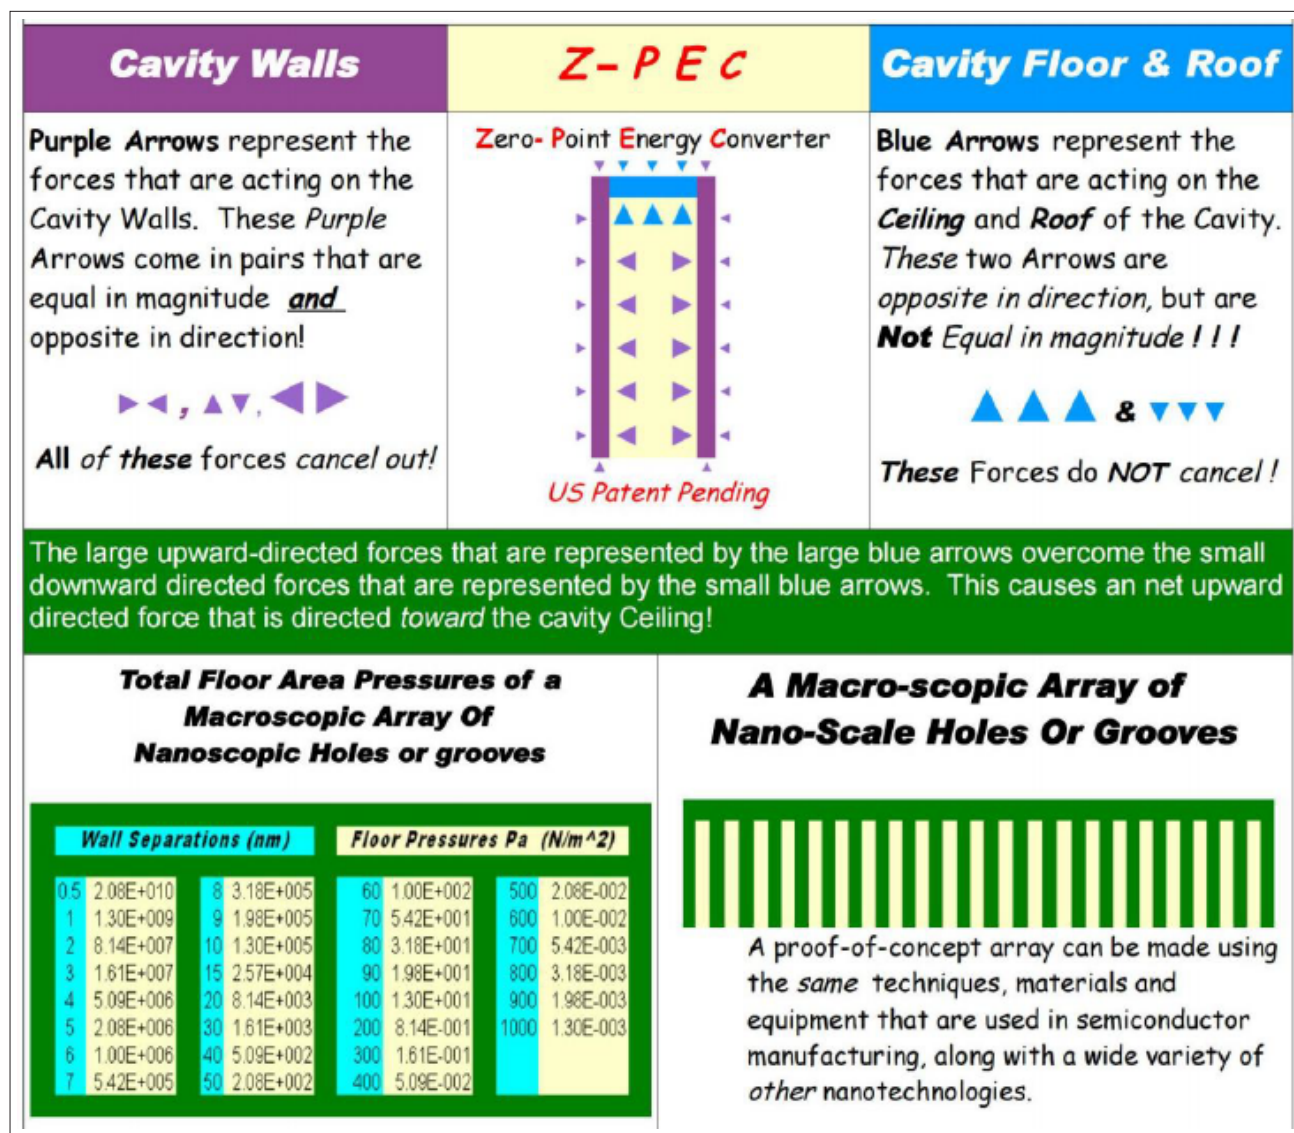 Cavity Walls
Z-PEC
Cavity Floor & Roof
Purple Arrows represent the
forces that are acting on the
Cavity Walls. These Purple
Arrows come in pairs that are
equal in magnitude and
opposite in direction!
, ,
All of these forces cancel out!
Zero-Point Energy Converter
US Patent Pending
Blue Arrows represent the
forces that are acting on the
Ceiling and Roof of the Cavity.
These two Arrows are
opposite in direction, but are
Not Equal in magnitude ! ! !
&
These Forces do NOT cancel !
The large upward-directed forces that are represented by the large blue arrows overcome the small
downward directed forces that are represented by the small blue arrows. This causes an net upward
directed force that is directed toward the cavity Ceiling!
Total Floor Area Pressures of a
Macroscopic Array Of
Nanoscopic Holes or grooves
Wall Separations (nm) Floor Pressures Pa (N/m^2)
0.5 2.08E+010 8 3.18E+005 60 1.00E+002 500 2.08E-002
1 1.30E+009 9 1.98E+005 70 5.42E+001 600 1.00E-002
2 8.14E+007 10 1.30E+005 80 3.18E+001 700 5.42E-003
3 1.61E+007 15 2.57E+004 90 1.98E+001 800 3.18E-003
4 5.09E+006 20 8.14E+003 100 1.30E+001 900 1.98E-003
5 2.08E+006 30 1.61E+003 200 8.14E-001 1000 1.30E-003
6 1.00E+006 40 5.09E+002 300 1.61E-001
7 5.42E+005 50 2.08E+002 400 5.09E-002
A Macro-scopic Array of
Nano-Scale Holes Or Grooves
A proof-of-concept array can be made using
the same techniques, materials and
equipment that are used in semiconductor
manufacturing, along with a wide variety of
other nanotechnologies.